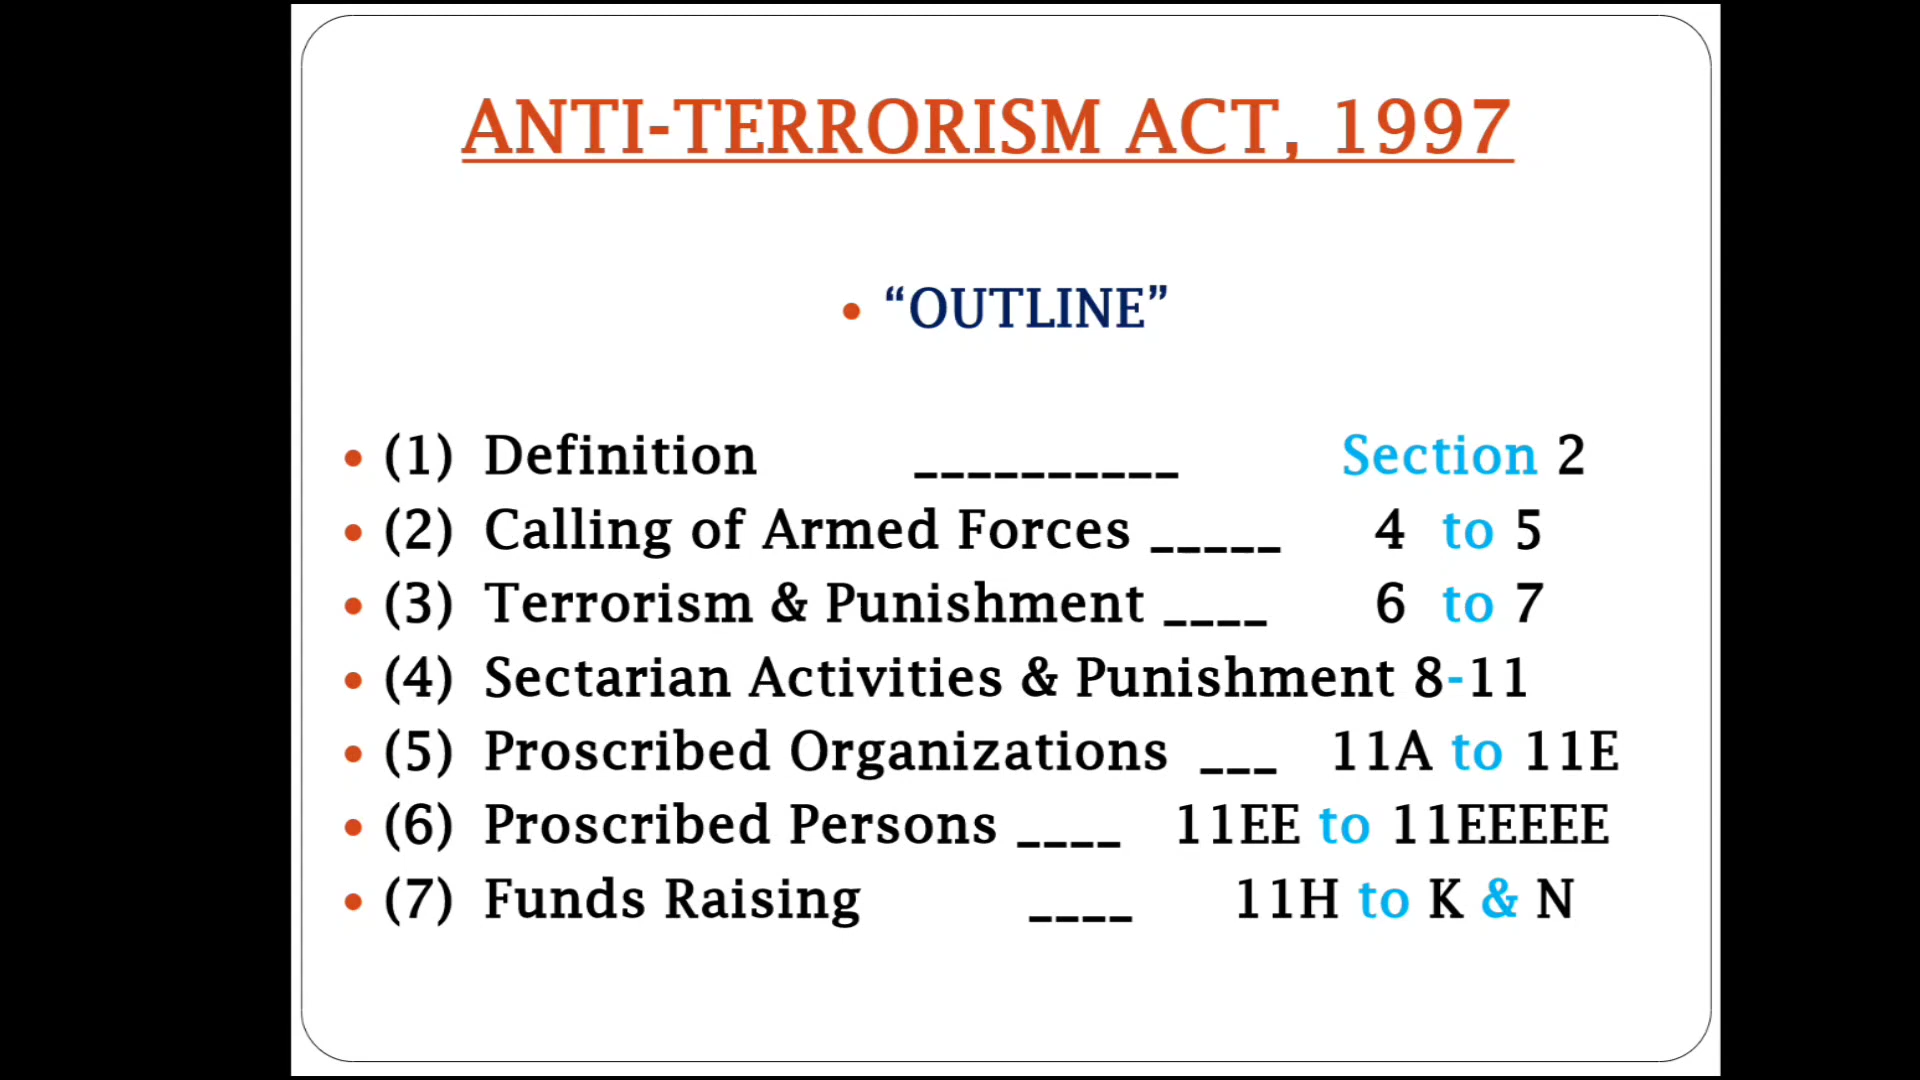 ANTI-TERRORISM ACT, 1997
• “OUTLINE”
• (1) Definition __________ Section 2
• (2) Calling of Armed Forces _____ 4 to 5
• (3) Terrorism & Punishment ____ 6 to 7
• (4) Sectarian Activities & Punishment 8-11
• (5) Proscribed Organizations ___ 11A to 11E
• (6) Proscribed Persons ____ 11EE to 11EEEEE
• (7) Funds Raising ____ 11H to K & N